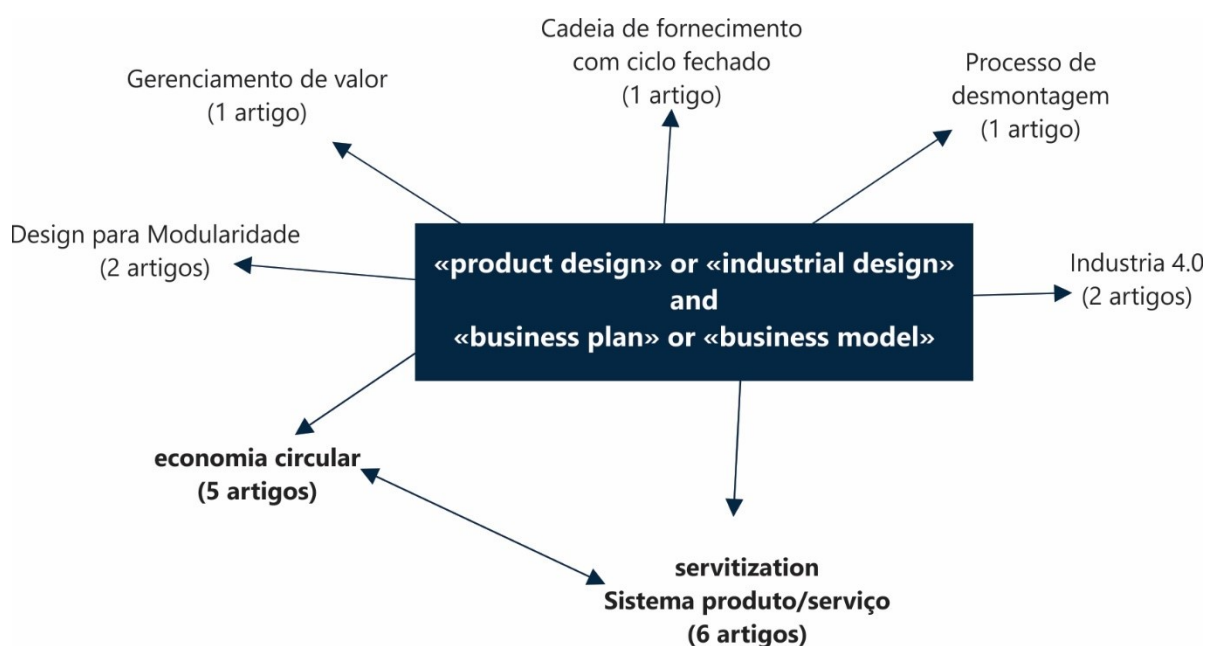 Cadeia de fornecimento
com ciclo fechado
(1 artigo)
Gerenciamento de valor
(1 artigo)
Processo de
desmontagem
(1 artigo)
Design para Modularidade
(2 artigos)
«product design» or «industrial design»
and
«business plan» or «business model»
Industria 4.0
(2 artigos)
economia circular
(5 artigos)
servitization
Sistema produto/serviço
(6 artigos)